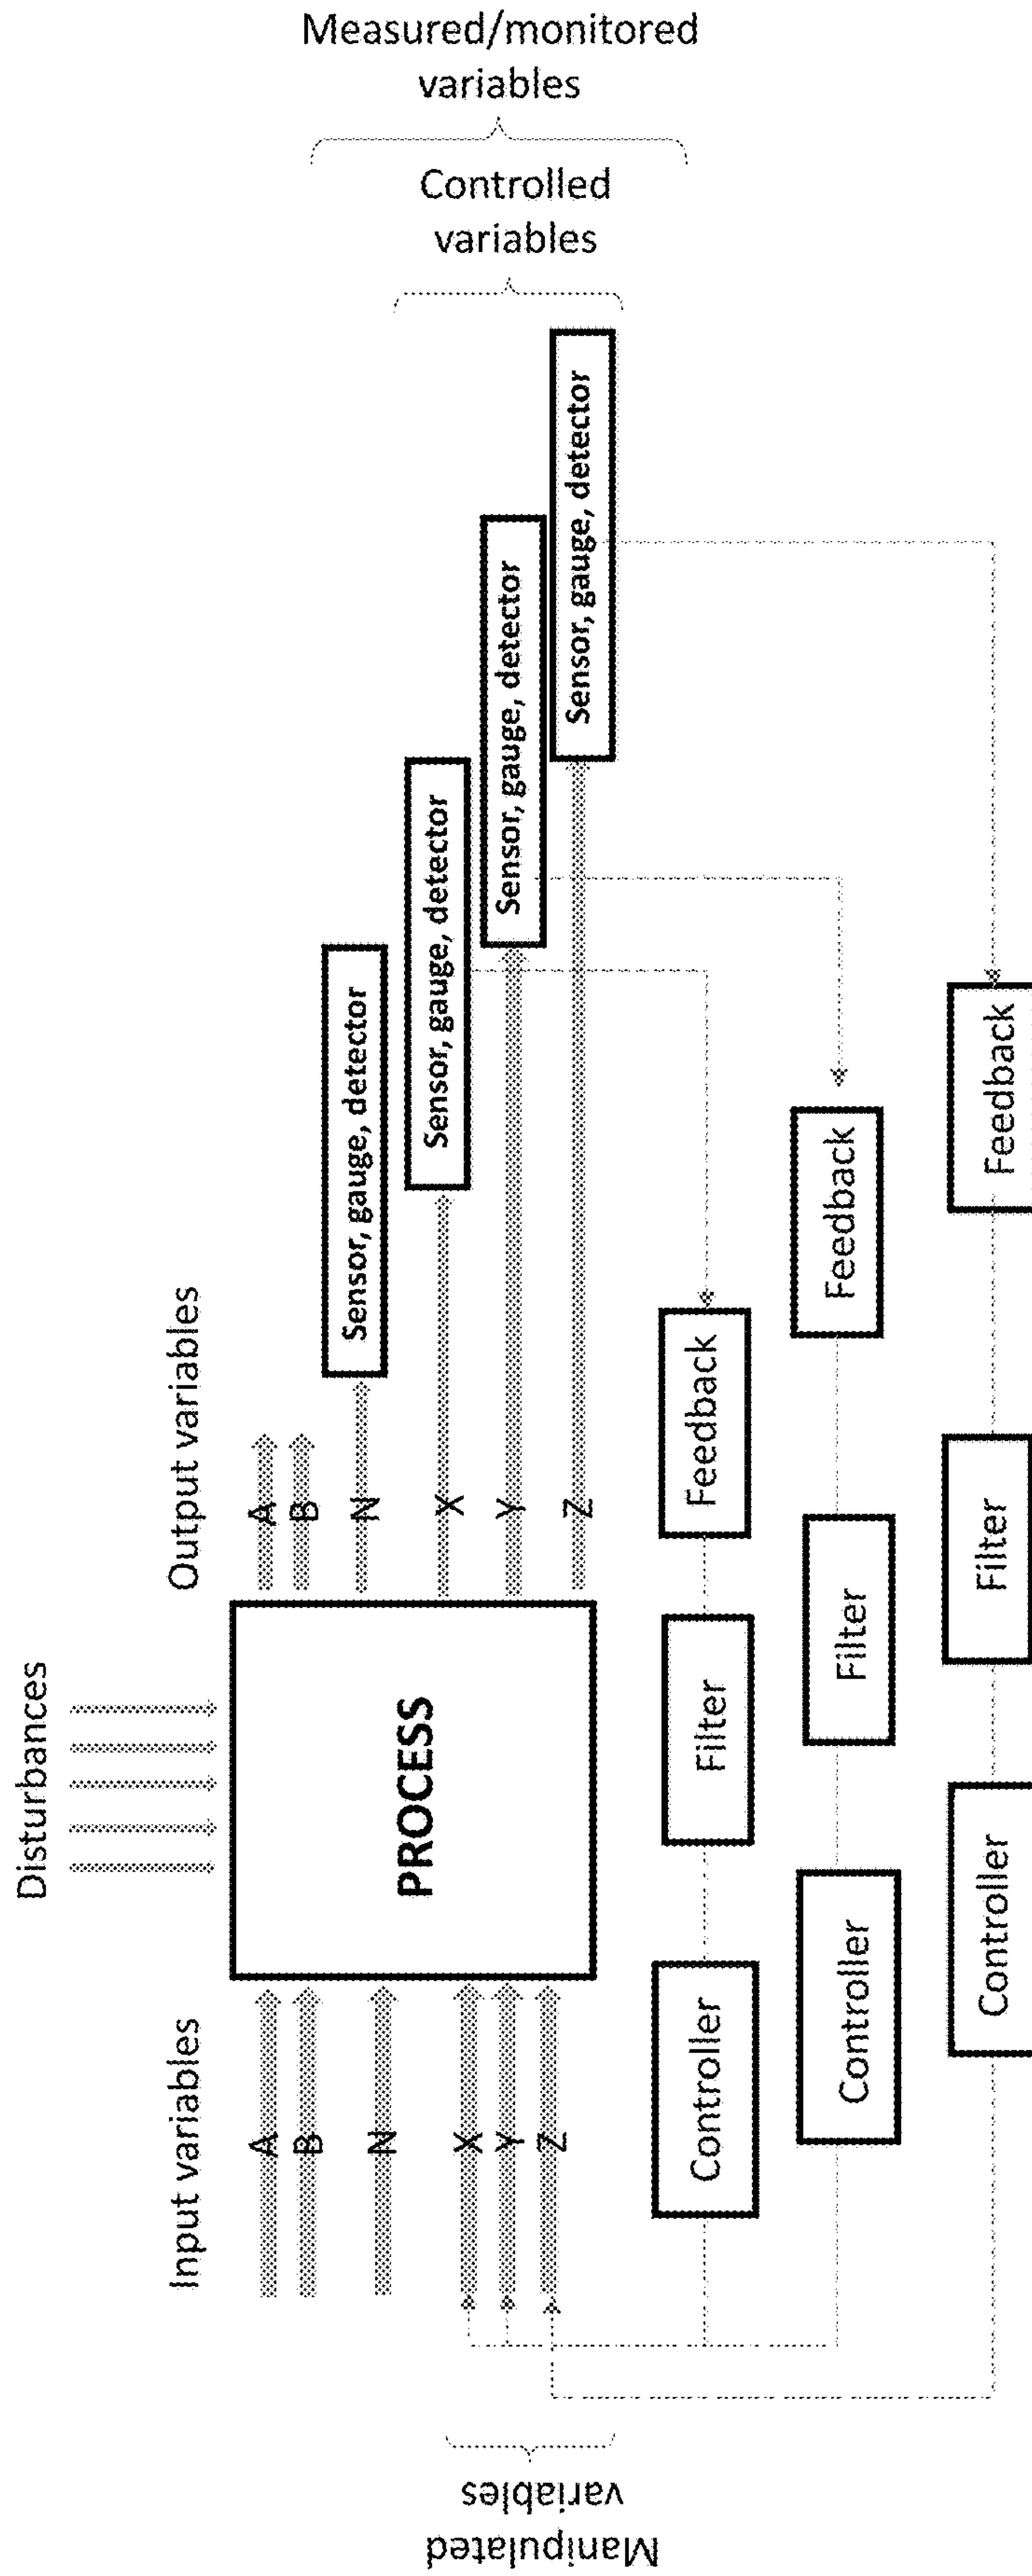 Disturbances
Input variables
Output variables
A
B
N
X
Y
Z
PROCESS
A
B
N
X
Y
Z
Sensor, gauge, detector
Sensor, gauge, detector
Sensor, gauge, detector
Sensor, gauge, detector
Measured/monitored
variables
Controlled
variables
Manipulated
variables
Controller
Filter
Feedback
Controller
Filter
Feedback
Controller
Filter
Feedback